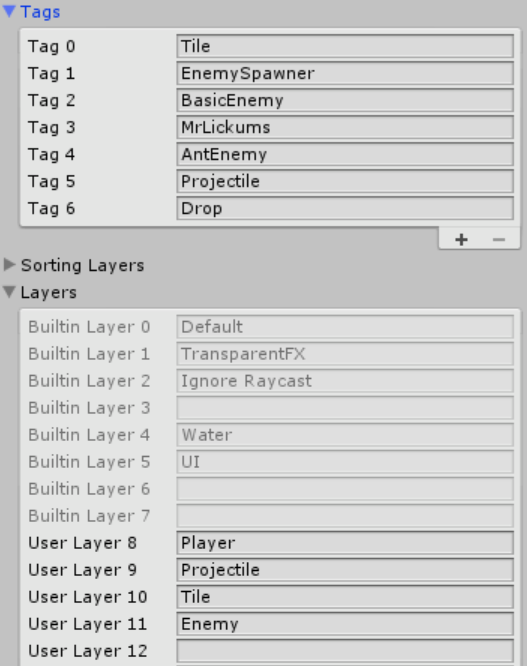 Tags
Tag 0 Tile
Tag 1 EnemySpawner
Tag 2 BasicEnemy
Tag 3 MrLickums
Tag 4 AntEnemy
Tag 5 Projectile
Tag 6 Drop
+ −
Sorting Layers
Layers
Builtin Layer 0 Default
Builtin Layer 1 TransparentFX
Builtin Layer 2 Ignore Raycast
Builtin Layer 3
Builtin Layer 4 Water
Builtin Layer 5 UI
Builtin Layer 6
Builtin Layer 7
User Layer 8 Player
User Layer 9 Projectile
User Layer 10 Tile
User Layer 11 Enemy
User Layer 12